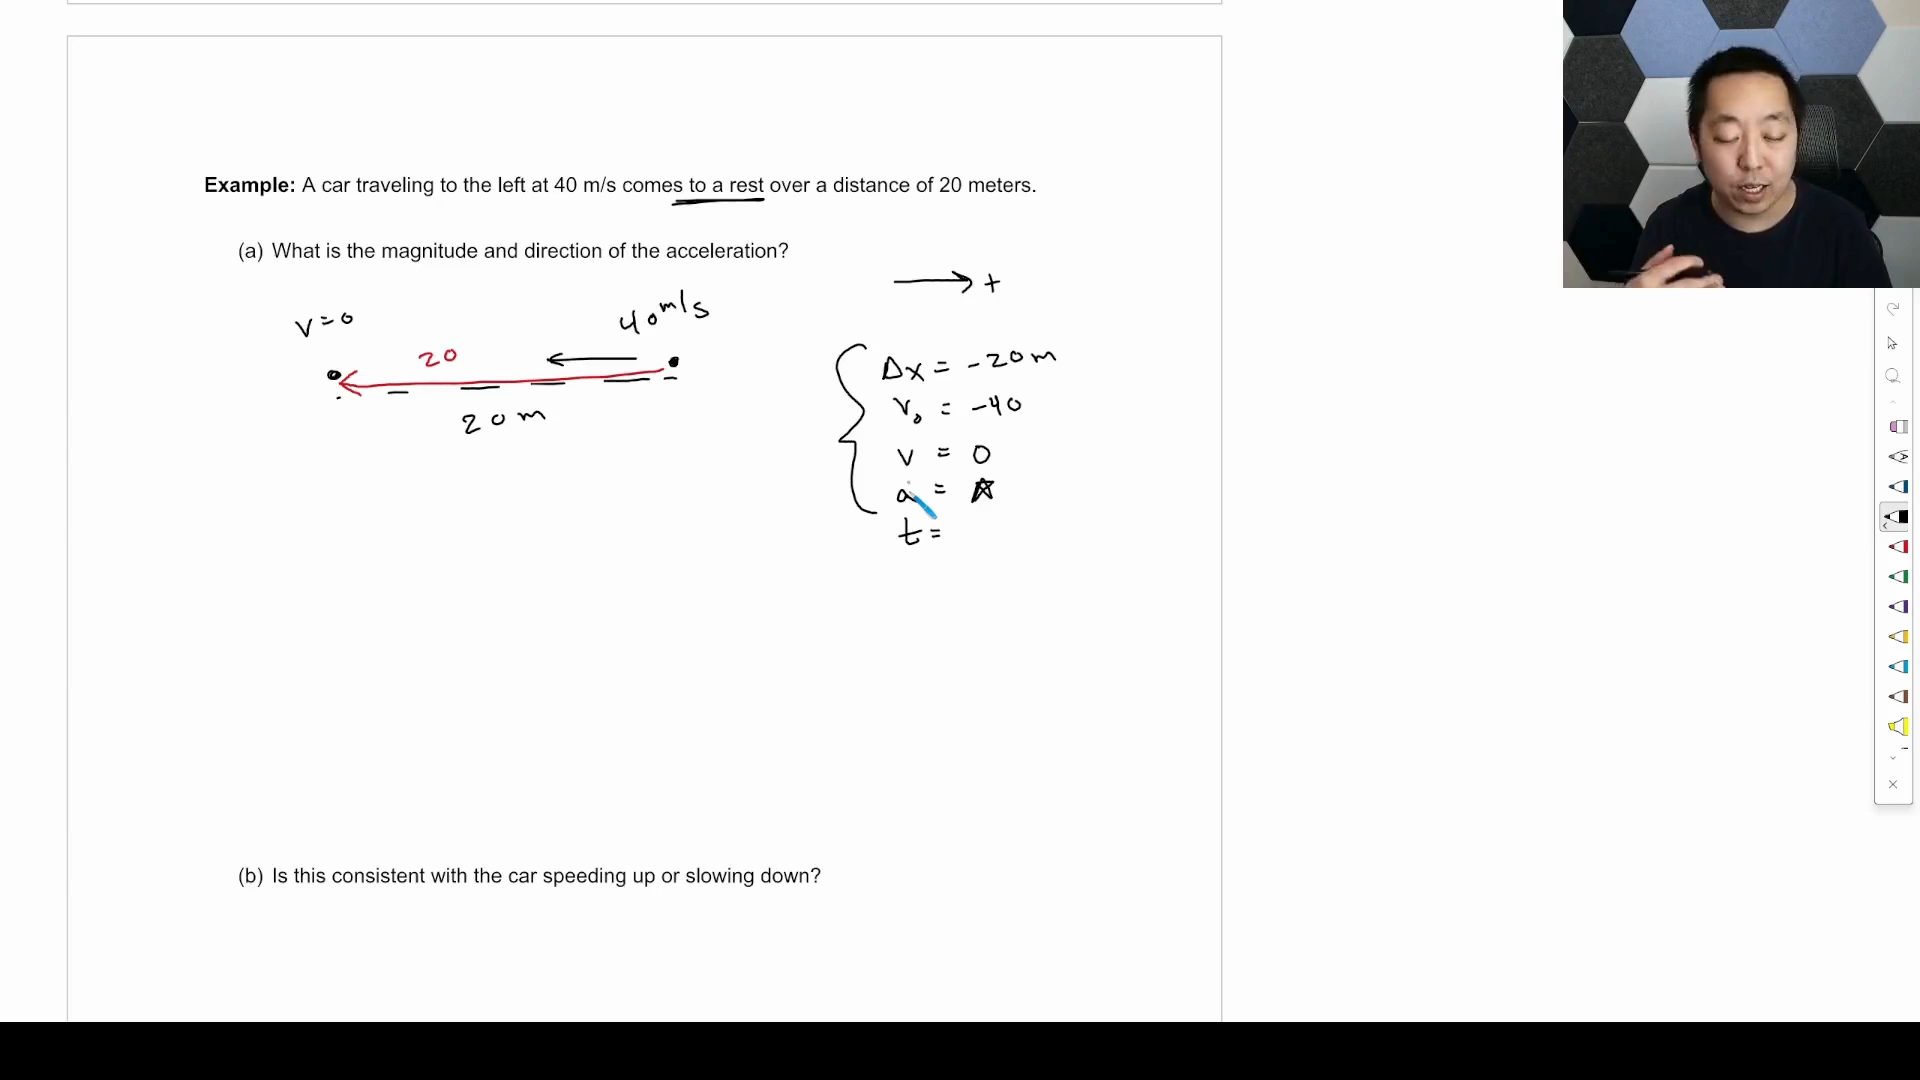 Example: A car traveling to the left at 40 m/s comes to a rest over a distance of 20 meters.
(a) What is the magnitude and direction of the acceleration?
→ +
v=0
40 m/s
20
20 m
Δx = -20 m
v₀ = -40
v = 0
a = ☆
t =
(b) Is this consistent with the car speeding up or slowing down?